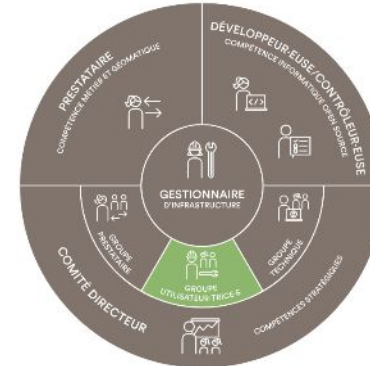 PRESTATAIRE
COMPÉTENCE MÉTIER ET GÉOMATIQUE
DÉVELOPPEUR·EUSE/CONTRÔLEUR·EUSE
COMPÉTENCE INFORMATIQUE OPEN SOURCE
GESTIONNAIRE
D'INFRASTRUCTURE
GROUPE
PRESTATAIRE
GROUPE
UTILISATEUR·TRICE·S
GROUPE
TECHNIQUE
COMITÉ DIRECTEUR
COMPÉTENCES STRATÉGIQUES